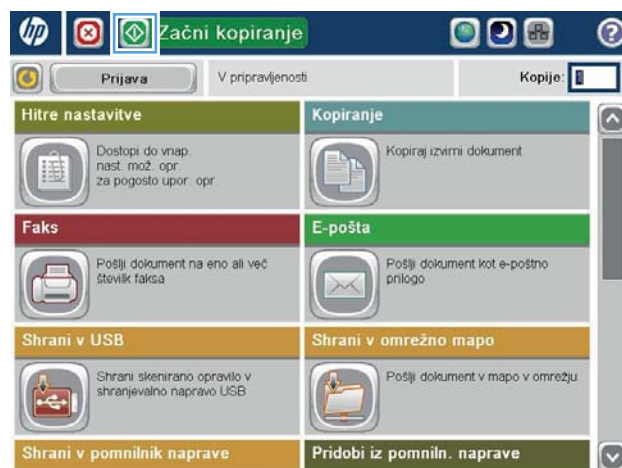 hp
Začni kopiranje
?
Prijava
V pripravljenosti
Kopije: 1
Hitre nastavitve
Kopiranje
Dostopi do vnap.
nast. mož. opr.
za pogosto upor. opr.
Kopiraj izvirni dokument
Faks
E-pošta
Pošlji dokument na eno ali več
številk faksa
Pošlji dokument kot e-poštno
prilogo
Shrani v USB
Shrani v omrežno mapo
Shrani skenirano opravilo v
shranjevalno napravo USB
Pošlji dokument v mapo v omrežju
Shrani v pomnilnik naprave
Pridobi iz pomniln. naprave